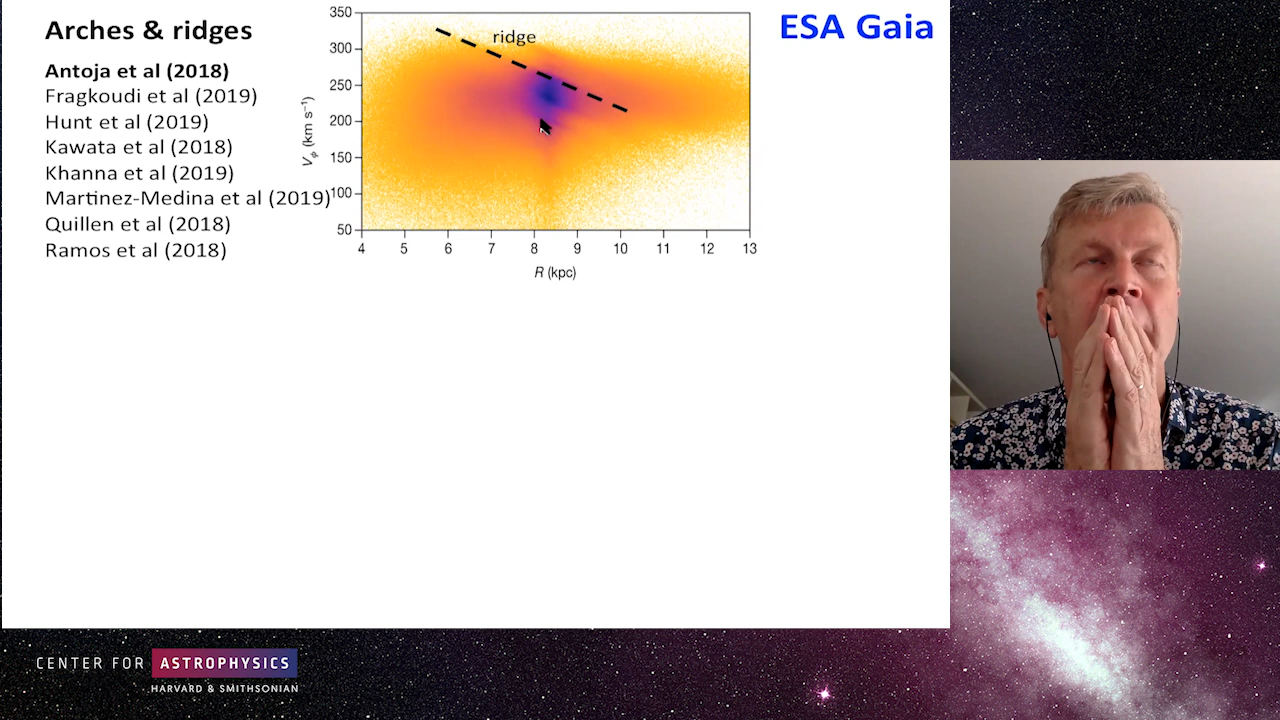 Arches & ridges
Antoja et al (2018)
Fragkoudi et al (2019)
Hunt et al (2019)
Kawata et al (2018)
Khanna et al (2019)
Martinez-Medina et al (2019)
Quillen et al (2018)
Ramos et al (2018)
ESA Gaia
ridge
350
300
250
200
150
100
50
Vφ (km s⁻¹)
4 5 6 7 8 9 10 11 12 13
R (kpc)
CENTER FOR ASTROPHYSICS
HARVARD & SMITHSONIAN